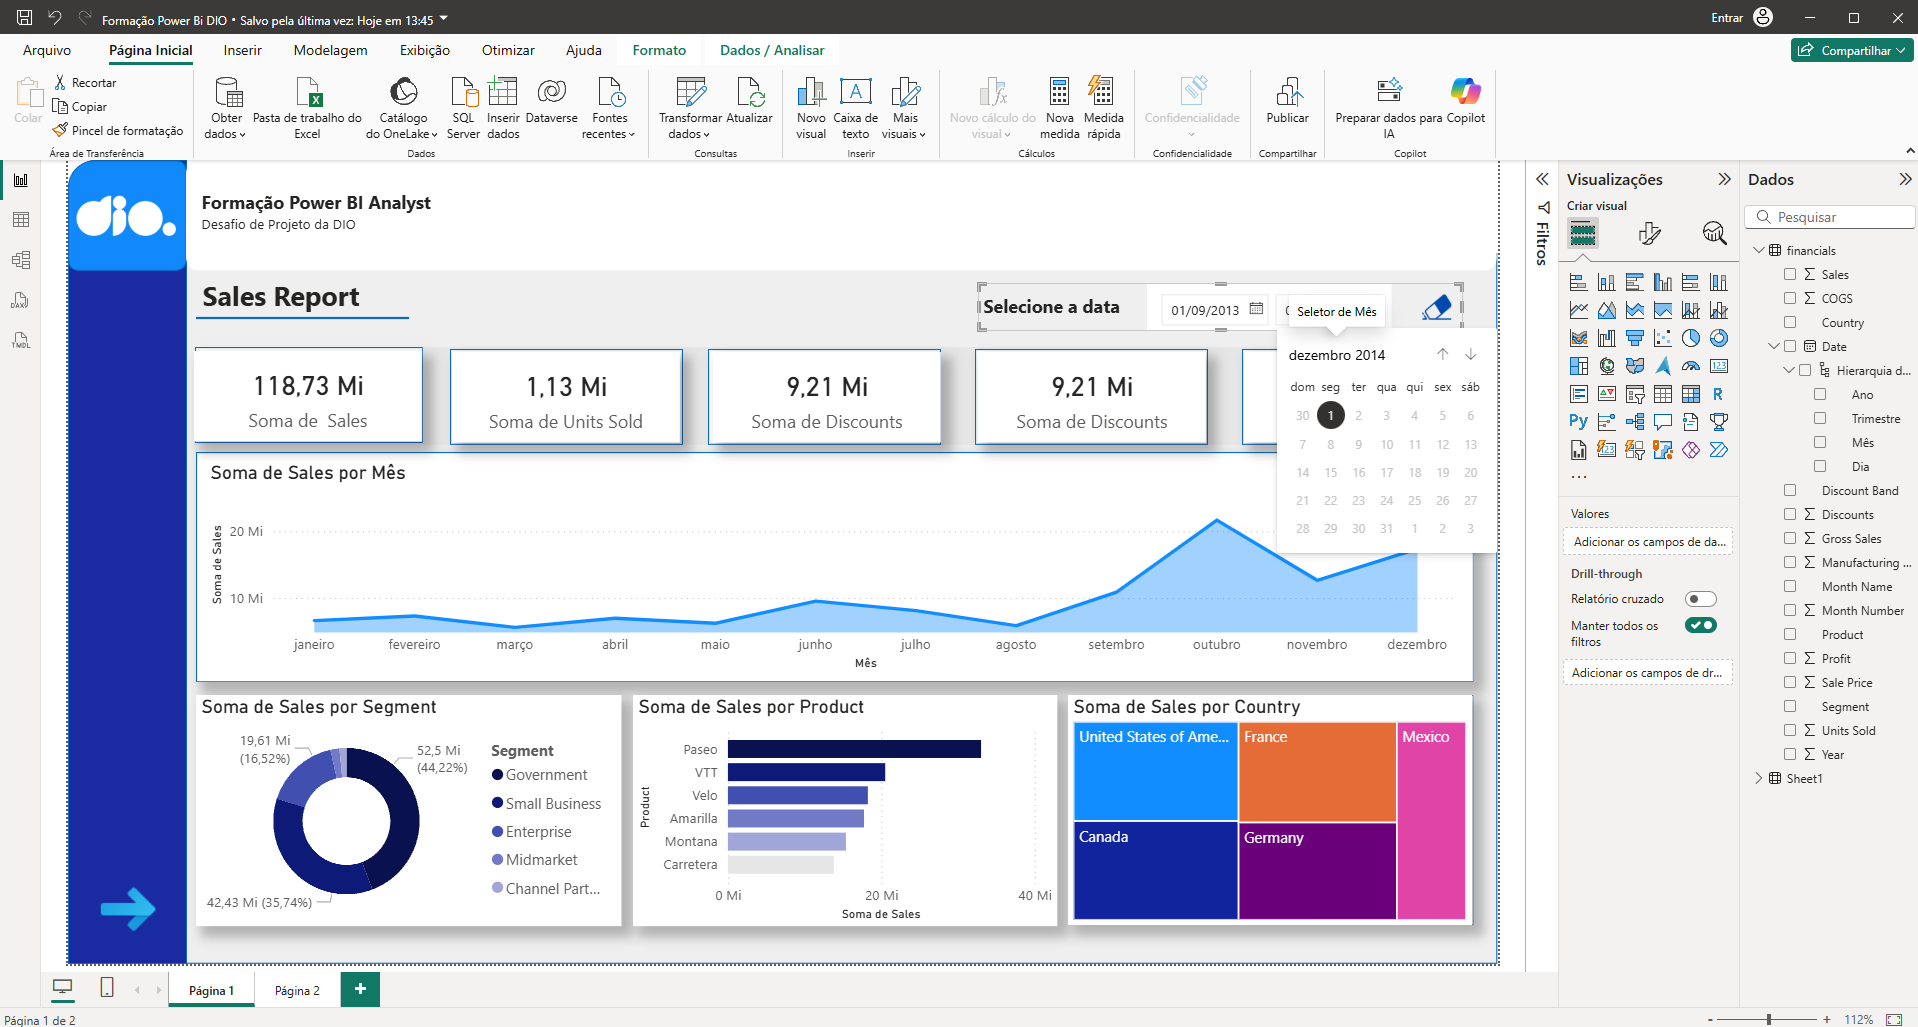 Formação Power Bi DIO • Salvo pela última vez: Hoje em 13:45
Entrar
Arquivo
Página Inicial
Inserir
Modelagem
Exibição
Otimizar
Ajuda
Formato
Dados / Analisar
Compartilhar
Colar
Recortar
Copiar
Pincel de formatação
Área de Transferência
Obter dados
Pasta de trabalho do Excel
Catálogo do OneLake
SQL Server
Inserir dados
Dataverse
Fontes recentes
Dados
Transformar dados
Atualizar
Consultas
Novo visual
Caixa de texto
Mais visuais
Inserir
Novo cálculo do visual
Nova medida
Medida rápida
Cálculos
Confidencialidade
Confidencialidade
Publicar
Compartilhar
Preparar dados para IA
Copilot
Copilot
dio.
Formação Power BI Analyst
Desafio de Projeto da DIO
Sales Report
Selecione a data
01/09/2013
Seletor de Mês
dezembro 2014
dom seg ter qua qui sex sáb
30 1 2 3 4 5 6
7 8 9 10 11 12 13
14 15 16 17 18 19 20
21 22 23 24 25 26 27
28 29 30 31 1 2 3
118,73 Mi
Soma de Sales
1,13 Mi
Soma de Units Sold
9,21 Mi
Soma de Discounts
9,21 Mi
Soma de Discounts
Soma de Sales por Mês
Soma de Sales
20 Mi
10 Mi
janeiro fevereiro março abril maio junho julho agosto setembro outubro novembro dezembro
Mês
Soma de Sales por Segment
19,61 Mi
(16,52%)
52,5 Mi
(44,22%)
42,43 Mi (35,74%)
Segment
Government
Small Business
Enterprise
Midmarket
Channel Part...
Soma de Sales por Product
Product
Paseo
VTT
Velo
Amarilla
Montana
Carretera
0 Mi 20 Mi 40 Mi
Soma de Sales
Soma de Sales por Country
United States of Ame...
France
Mexico
Canada
Germany
Filtros
Visualizações
Criar visual
Py
R
123
...
Valores
Adicionar os campos de da...
Drill-through
Relatório cruzado
Manter todos os filtros
Adicionar os campos de dr...
Dados
Pesquisar
financials
Sales
COGS
Country
Date
Hierarquia d...
Ano
Trimestre
Mês
Dia
Discount Band
Discounts
Gross Sales
Manufacturing ...
Month Name
Month Number
Product
Profit
Sale Price
Segment
Units Sold
Year
Sheet1
DAX
TMDL
Página 1
Página 2
+
Página 1 de 2
- + 112%